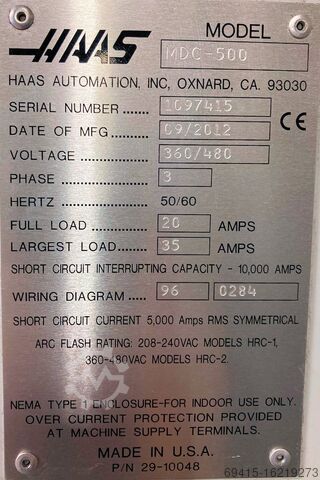 HAAS MODEL
MDC-500
HAAS AUTOMATION, INC, OXNARD, CA. 93030
SERIAL NUMBER ........ 1097415
DATE OF MFG ........ 09/2012 CE
VOLTAGE ........ 360/480
PHASE ........ 3
HERTZ ........ 50/60
FULL LOAD ........ 20 AMPS
LARGEST LOAD ........ 35 AMPS
SHORT CIRCUIT INTERRUPTING CAPACITY - 10,000 AMPS
WIRING DIAGRAM ........ 96 0284
SHORT CIRCUIT CURRENT 5,000 Amps RMS SYMMETRICAL
ARC FLASH RATING: 208-240VAC MODELS HRC-1,
360-480VAC MODELS HRC-2.
NEMA TYPE 1 ENCLOSURE-FOR INDOOR USE ONLY.
OVER CURRENT PROTECTION PROVIDED
AT MACHINE SUPPLY TERMINALS.
MADE IN U.S.A.
P/N 29-10048
69415-16219273